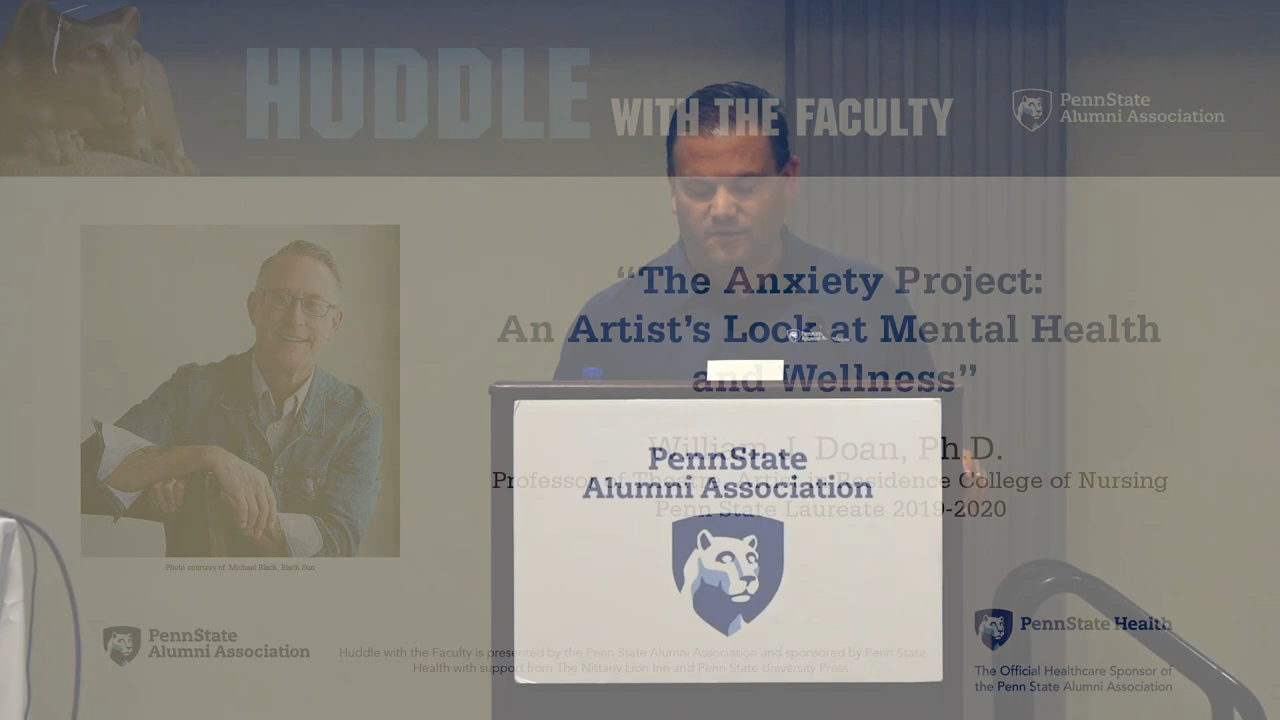 HUDDLE WITH THE FACULTY
PennState
Alumni Association
“The Anxiety Project:
An Artist’s Look at Mental Health
and Wellness”
William J. Doan, Ph.D.
Professor of Theatre, Artist in Residence College of Nursing
Penn State Laureate 2019-2020
PennState
Alumni Association
Photo courtesy of: Michael Black, Black Sun
PennState
Alumni Association
Huddle with the Faculty is presented by the Penn State Alumni Association and sponsored by Penn State
Health with support from The Nittany Lion Inn and Penn State University Press
PennState Health
The Official Healthcare Sponsor of
the Penn State Alumni Association